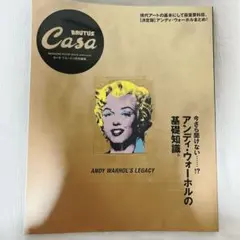 BRUTUS
Casa
現代アートの基本にして最重要科目、
【決定版】アンディ・ウォーホルまとめ!
今さら聞けない……!?
アンディ・ウォーホルの
基礎知識。
ANDY WARHOL'S LEGACY